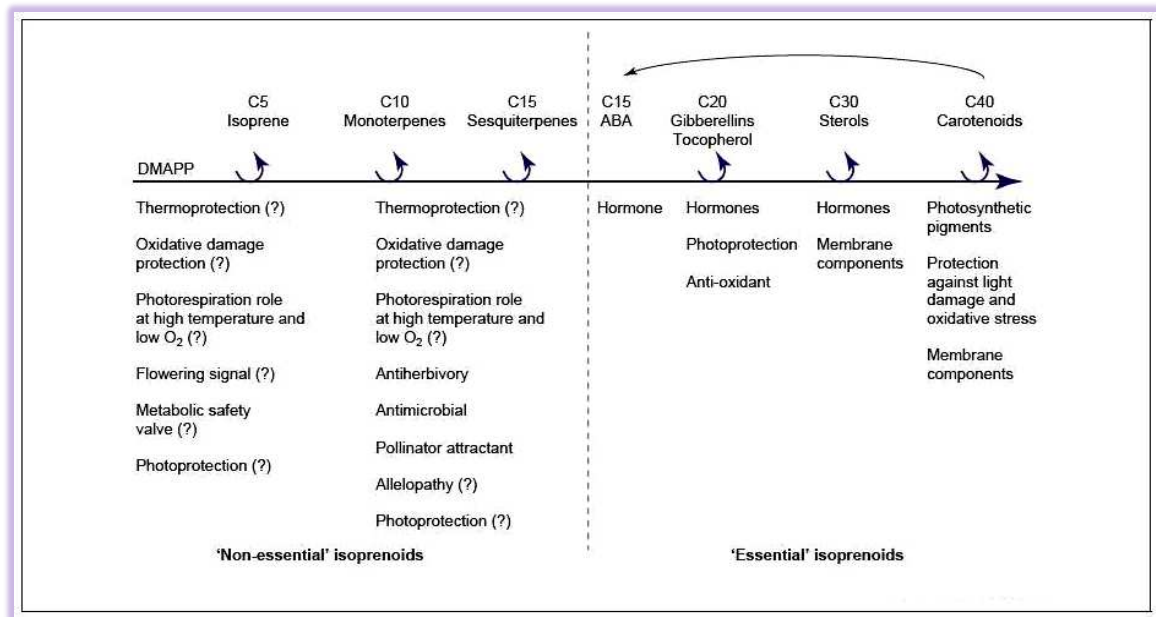 C5
Isoprene
C10
Monoterpenes
C15
Sesquiterpenes
C15
ABA
C20
Gibberellins
Tocopherol
C30
Sterols
C40
Carotenoids
DMAPP
Thermoprotection (?)
Oxidative damage
protection (?)
Photorespiration role
at high temperature and
low O₂ (?)
Flowering signal (?)
Metabolic safety
valve (?)
Photoprotection (?)
Thermoprotection (?)
Oxidative damage
protection (?)
Photorespiration role
at high temperature and
low O₂ (?)
Antiherbivory
Antimicrobial
Pollinator attractant
Allelopathy (?)
Photoprotection (?)
Hormone
Hormones
Photoprotection
Anti-oxidant
Hormones
Membrane
components
Photosynthetic
pigments
Protection
against light
damage and
oxidative stress
Membrane
components
‘Non-essential’ isoprenoids
‘Essential’ isoprenoids